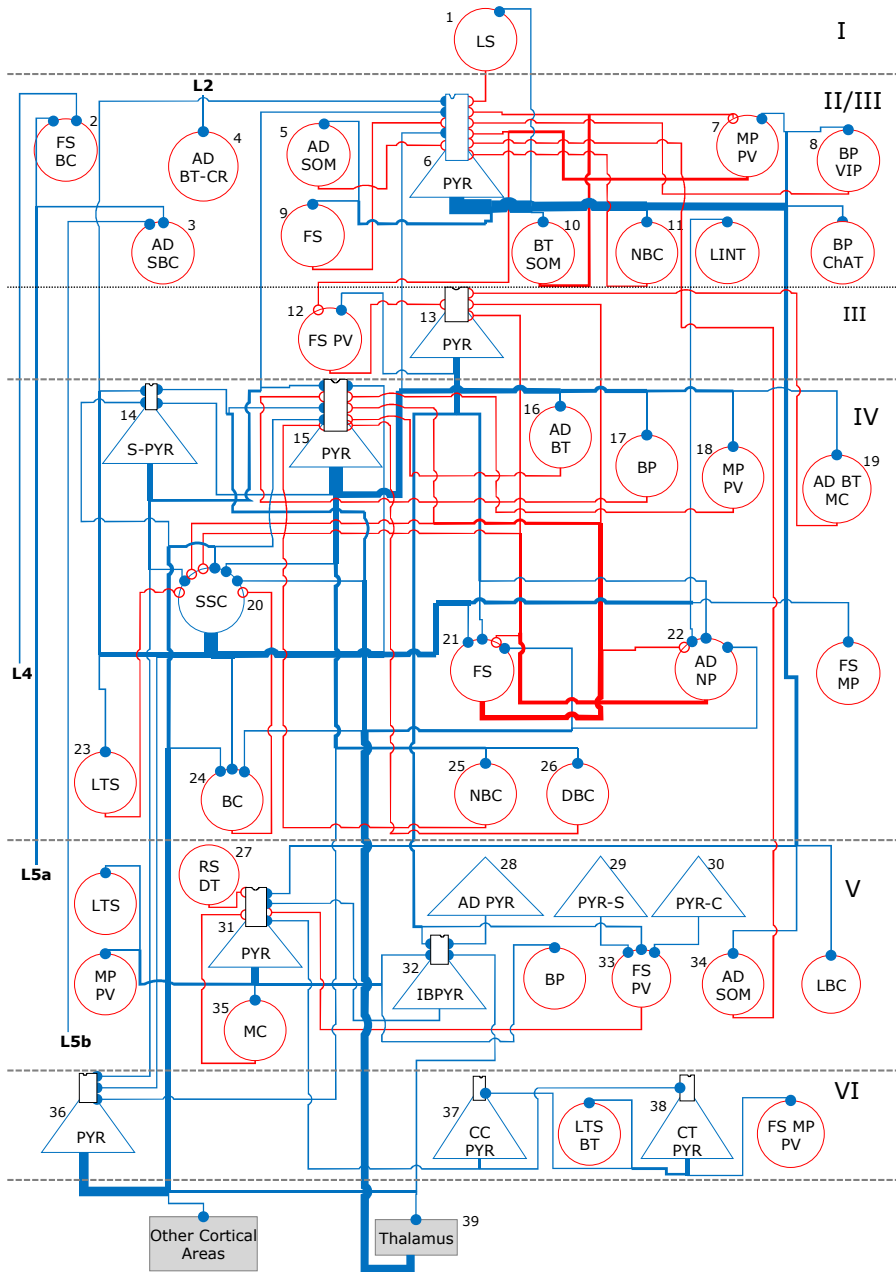 1
LS
I
L2
II/III
2
FS
BC
4
AD
BT-CR
5
AD
SOM
6
PYR
7
MP
PV
8
BP
VIP
3
AD
SBC
9
FS
10
BT
SOM
11
NBC
LINT
BP
ChAT
12
FS PV
13
PYR
III
14
S-PYR
15
PYR
16
AD
BT
17
BP
18
MP
PV
IV
19
AD BT
MC
SSC
20
21
FS
22
AD
NP
FS
MP
L4
23
LTS
24
BC
25
NBC
26
DBC
L5a
LTS
27
RS
DT
28
AD PYR
29
PYR-S
30
PYR-C
V
31
PYR
MP
PV
32
IBPYR
BP
33
FS
PV
34
AD
SOM
LBC
35
MC
L5b
36
PYR
37
CC
PYR
LTS
BT
38
CT
PYR
FS MP
PV
VI
Other Cortical
Areas
Thalamus
39